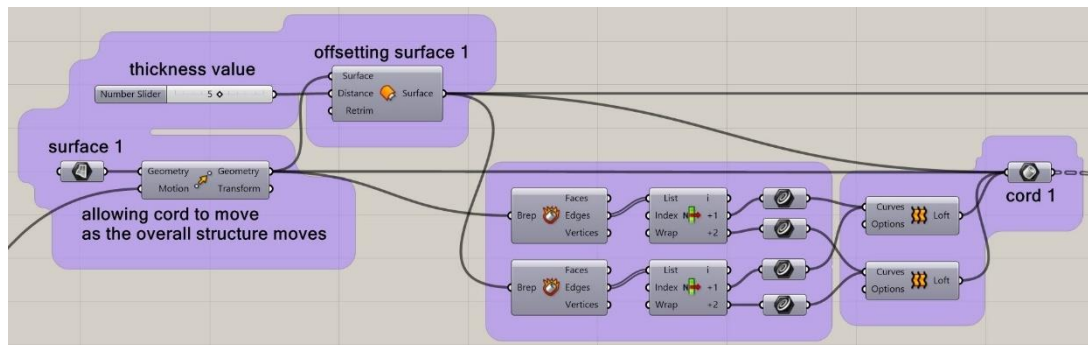 offsetting surface 1
thickness value
Surface
Distance
Retrim
Surface
Number Slider
5
surface 1
Geometry
Motion
Geometry
Transform
allowing cord to move
as the overall structure moves
cord 1
Brep
Faces
Edges
Vertices
List
Index
Wrap
N
i
+1
+2
Curves
Options
Loft
Brep
Faces
Edges
Vertices
List
Index
Wrap
N
i
+1
+2
Curves
Options
Loft